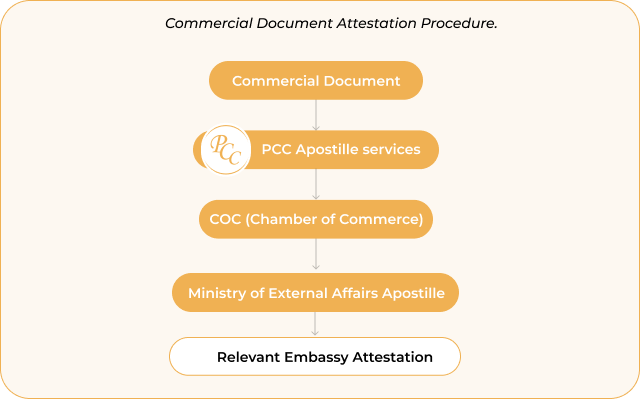 Commercial Document Attestation Procedure.
Commercial Document
PCC
PCC Apostille services
COC (Chamber of Commerce)
Ministry of External Affairs Apostille
Relevant Embassy Attestation